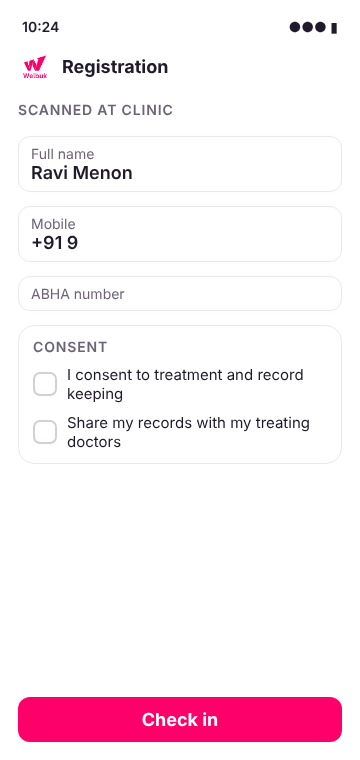 10:24
Welbuk
Registration
SCANNED AT CLINIC
Full name
Ravi Menon
Mobile
+91 9
ABHA number
CONSENT
I consent to treatment and record
keeping
Share my records with my treating
doctors
Check in